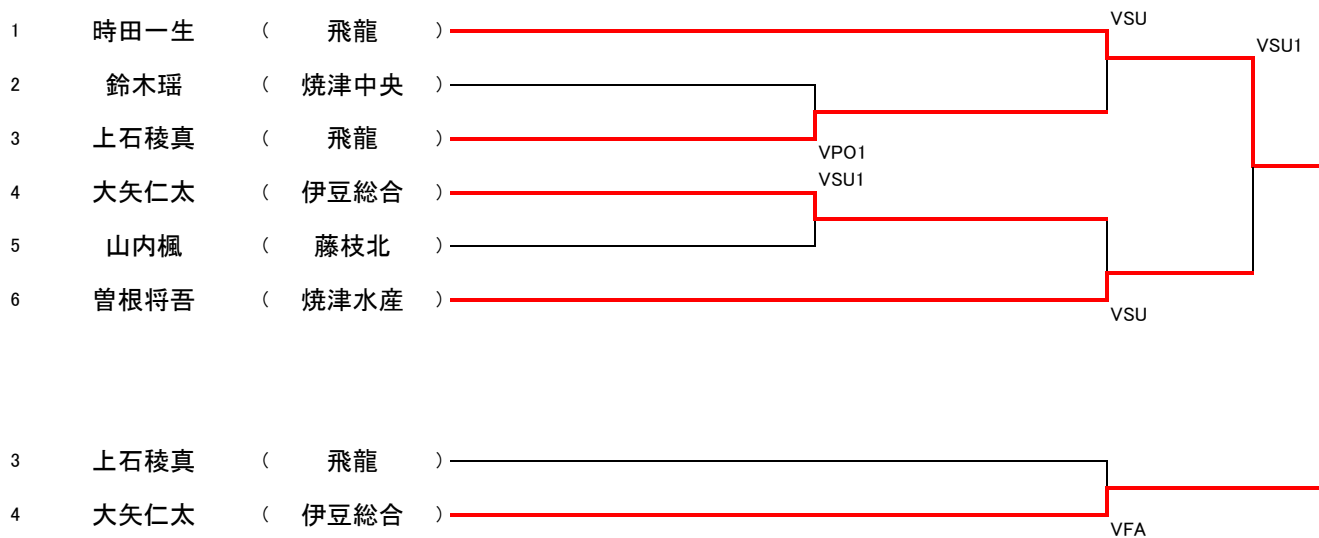 1 時田一生 ( 飛龍 ) VSU
VSU1
2 鈴木瑶 ( 焼津中央 )
3 上石稜真 ( 飛龍 )
VPO1
VSU1
4 大矢仁太 ( 伊豆総合 )
5 山内楓 ( 藤枝北 )
6 曽根将吾 ( 焼津水産 )
VSU
3 上石稜真 ( 飛龍 )
4 大矢仁太 ( 伊豆総合 )
VFA